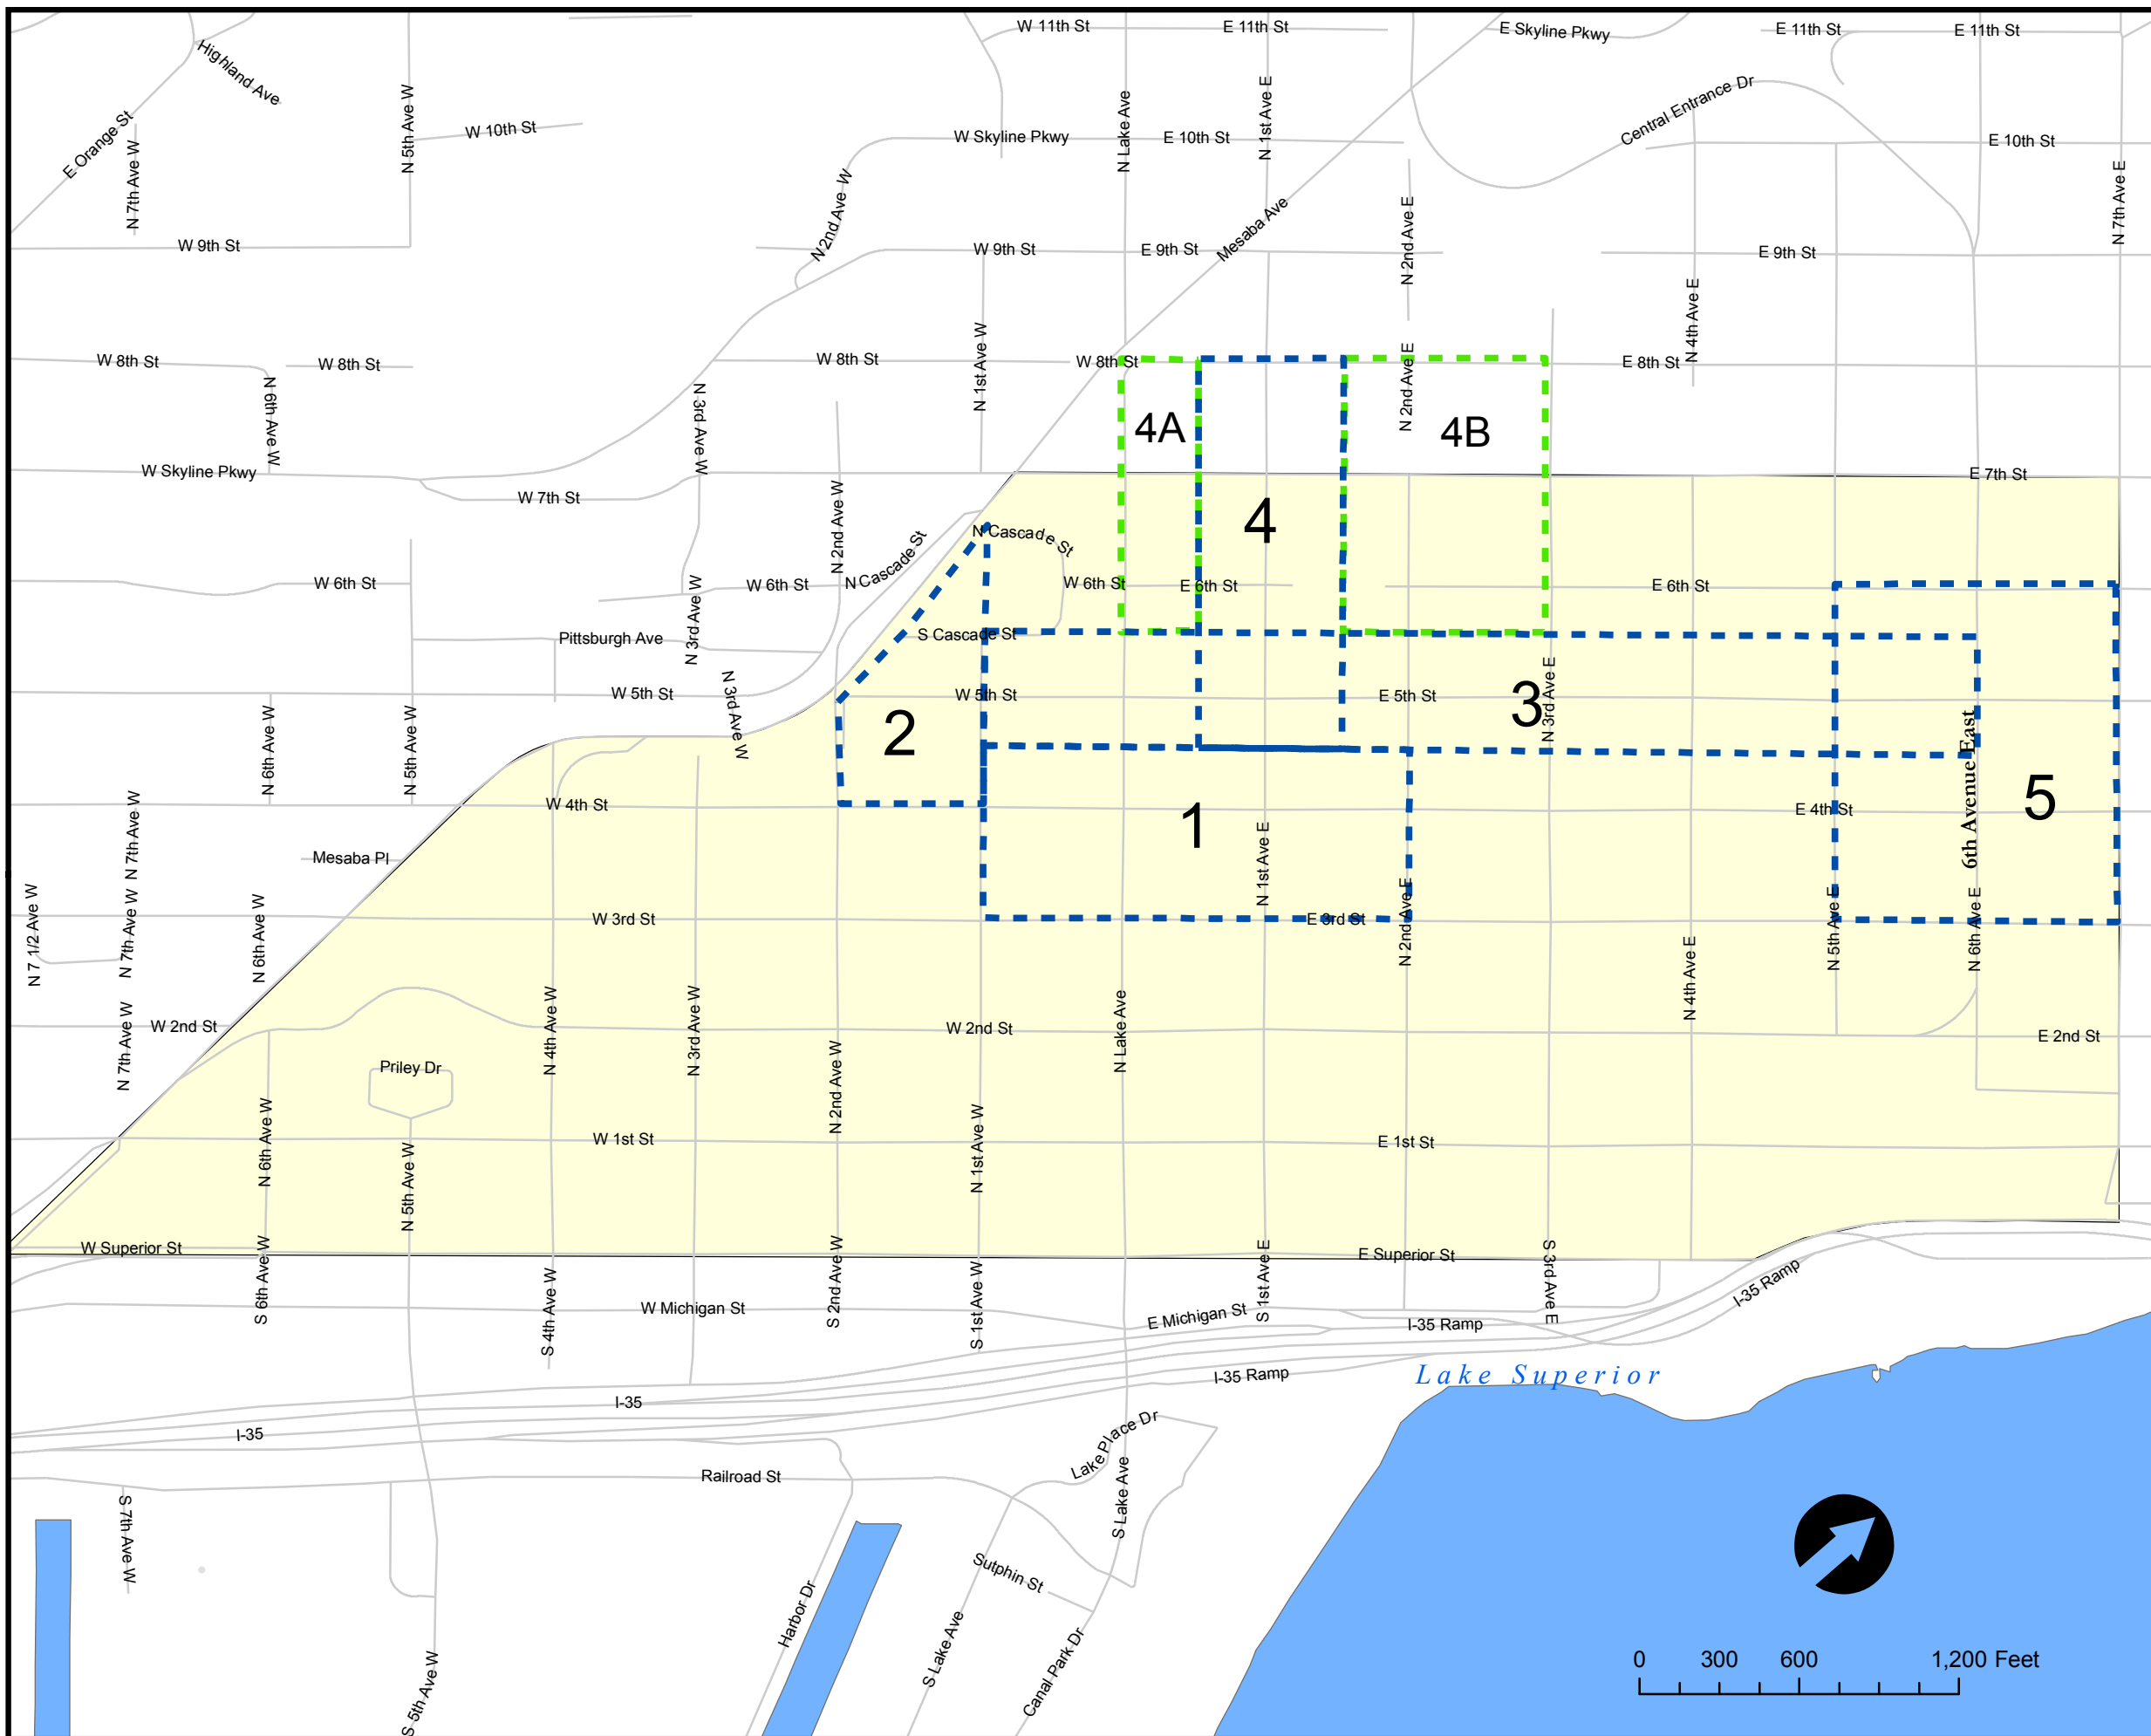 W 11th St
E 11th St
E Skyline Pkwy
E 11th St
E 11th St
Highland Ave
E Orange St
N 7th Ave W
N 5th Ave W
W 10th St
N 2nd Ave W
W Skyline Pkwy
N Lake Ave
E 10th St
N 1st Ave E
Central Entrance Dr
E 10th St
N 7th Ave E
Mesaba Ave
N 2nd Ave E
W 9th St
W 9th St
E 9th St
E 9th St
N 4th Ave E
W 8th St
W 8th St
N 6th Ave W
N 3rd Ave W
W 8th St
N 1st Ave W
W 8th St
N 2nd Ave E
E 8th St
4A
4B
W Skyline Pkwy
W 7th St
E 7th St
N 2nd Ave W
N Cascade St
N Cascade St
4
W 6th St
N 3rd Ave W
W 6th St
W 6th St
E 6th St
E 6th St
Pittsburgh Ave
S Cascade St
W 5th St
N 3rd Ave W
W 5th St
E 5th St
N 3rd Ave E
2
3
N 6th Ave W
N 5th Ave W
6th Avenue East
5
W 4th St
1
E 4th St
N 7th Ave W
Mesaba Pl
N 1st Ave E
N 7 1/2 Ave W
N 7th Ave W
N 6th Ave W
W 3rd St
E 3rd St
N 2nd Ave E
N 5th Ave E
N 6th Ave E
N 4th Ave E
N 7th Ave W
W 2nd St
N 4th Ave W
N 3rd Ave W
W 2nd St
N Lake Ave
E 2nd St
Priley Dr
N 2nd Ave W
N 6th Ave W
N 5th Ave W
W 1st St
N 1st Ave W
E 1st St
W Superior St
S 6th Ave W
S 4th Ave W
S 2nd Ave W
S 1st Ave W
S 1st Ave E
E Superior St
S 3rd Ave E
I-35 Ramp
W Michigan St
E Michigan St
I-35 Ramp
I-35 Ramp
Lake Superior
I-35
I-35
Lake Place Dr
Railroad St
S Lake Ave
S 7th Ave W
Sutphin St
Harbor Dr
S Lake Ave
Canal Park Dr
S 5th Ave W
0 300 600 1,200 Feet